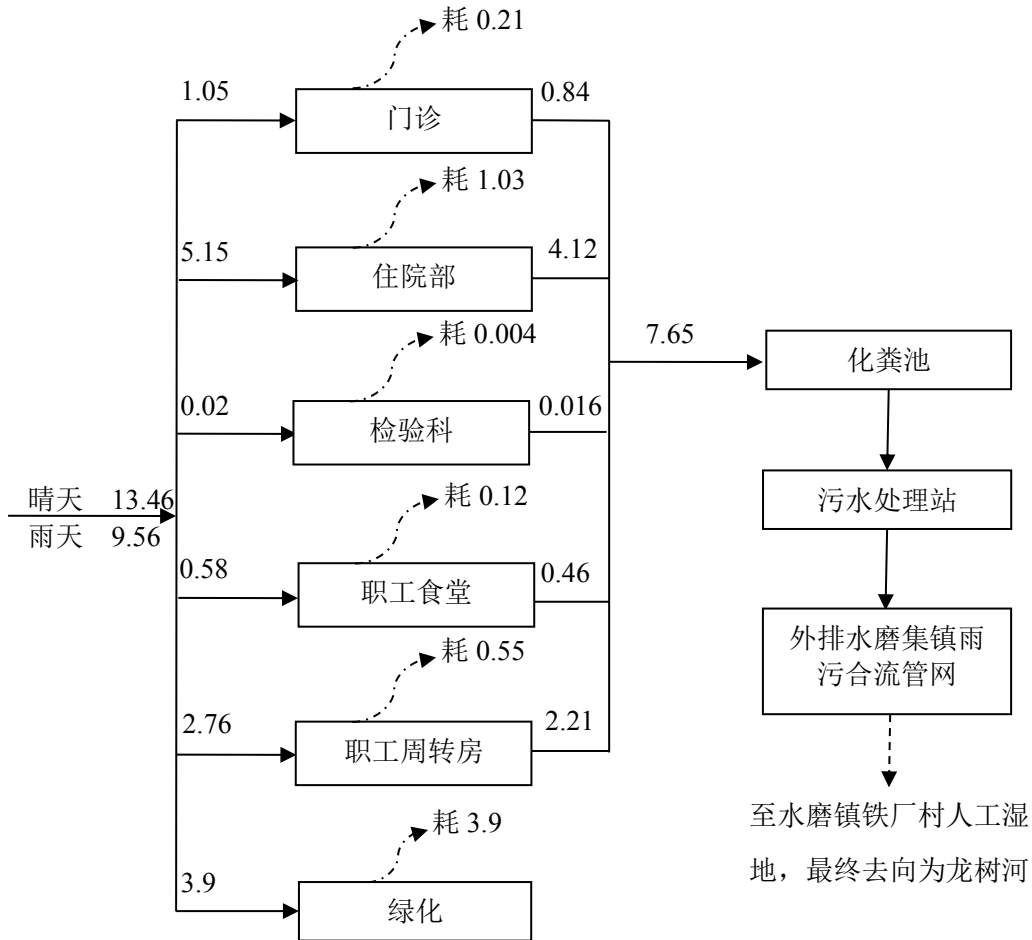 耗 0.21
1.05
门诊
0.84
耗 1.03
5.15
住院部
4.12
耗 0.004
0.02
检验科
0.016
7.65
化粪池
晴天 13.46
雨天 9.56
耗 0.12
0.58
职工食堂
0.46
污水处理站
耗 0.55
2.76
职工周转房
2.21
外排水磨集镇雨
污合流管网
耗 3.9
3.9
绿化
至水磨镇铁厂村人工湿
地，最终去向为龙树河